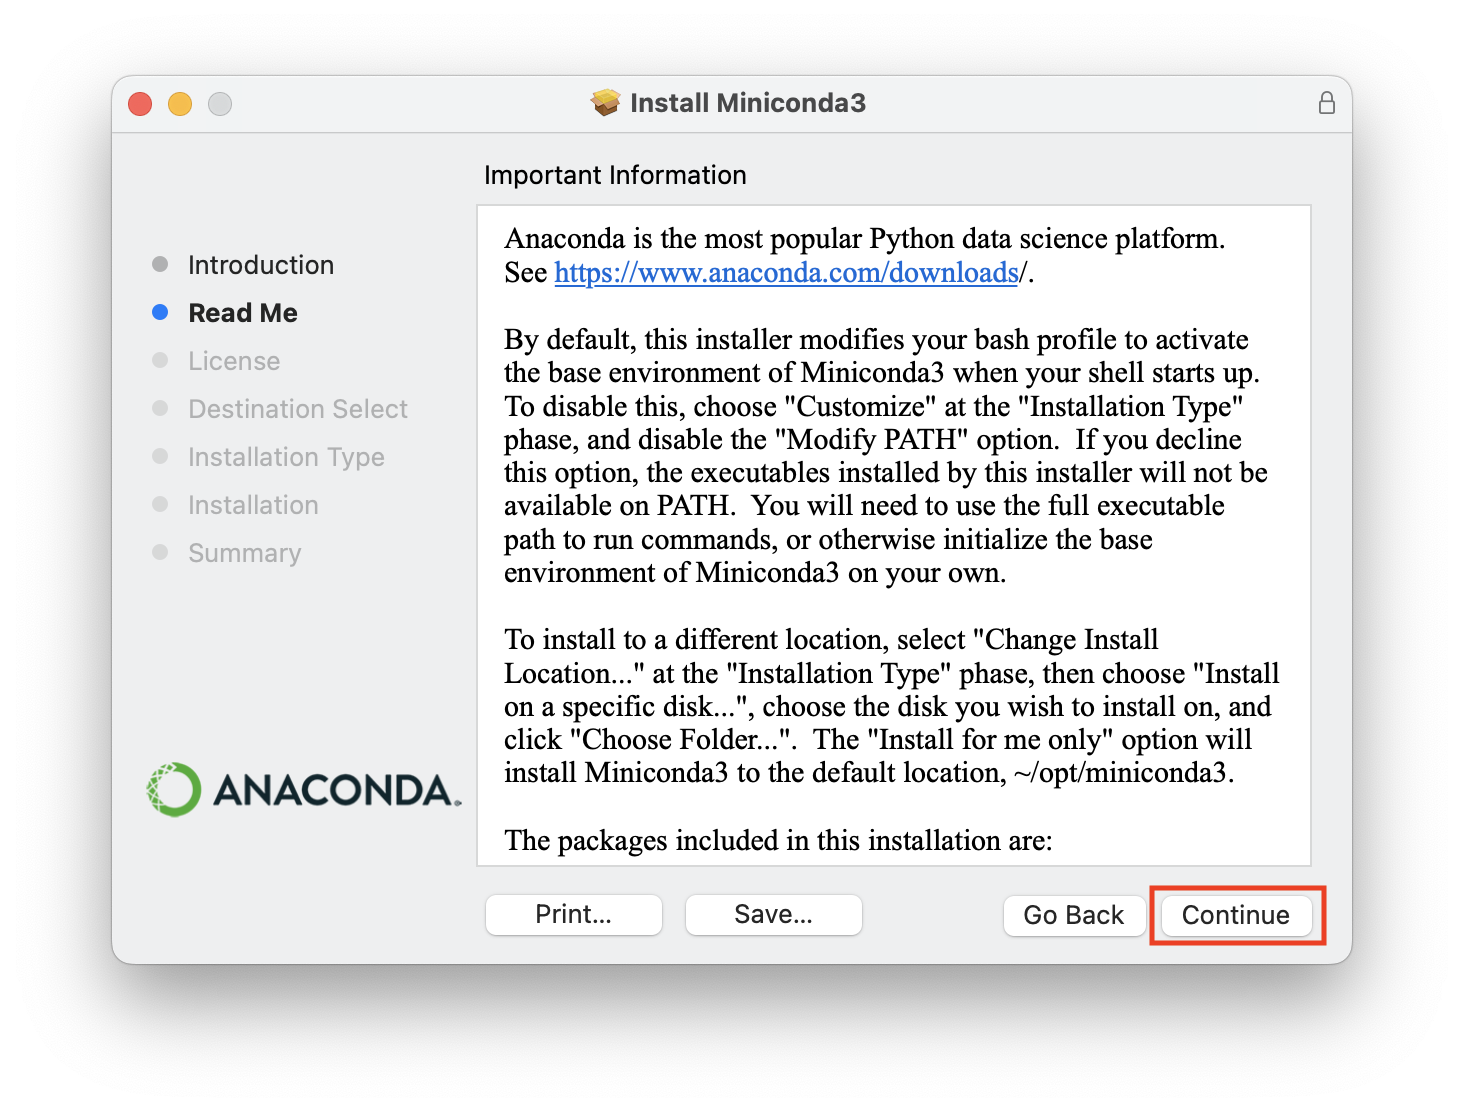 Install Miniconda3
Important Information
Introduction
Read Me
License
Destination Select
Installation Type
Installation
Summary
ANACONDA.
Anaconda is the most popular Python data science platform.
See https://www.anaconda.com/downloads/.
By default, this installer modifies your bash profile to activate
the base environment of Miniconda3 when your shell starts up.
To disable this, choose "Customize" at the "Installation Type"
phase, and disable the "Modify PATH" option.  If you decline
this option, the executables installed by this installer will not be
available on PATH.  You will need to use the full executable
path to run commands, or otherwise initialize the base
environment of Miniconda3 on your own.
To install to a different location, select "Change Install
Location..." at the "Installation Type" phase, then choose "Install
on a specific disk...", choose the disk you wish to install on, and
click "Choose Folder...".  The "Install for me only" option will
install Miniconda3 to the default location, ~/opt/miniconda3.
The packages included in this installation are:
Print...
Save...
Go Back
Continue